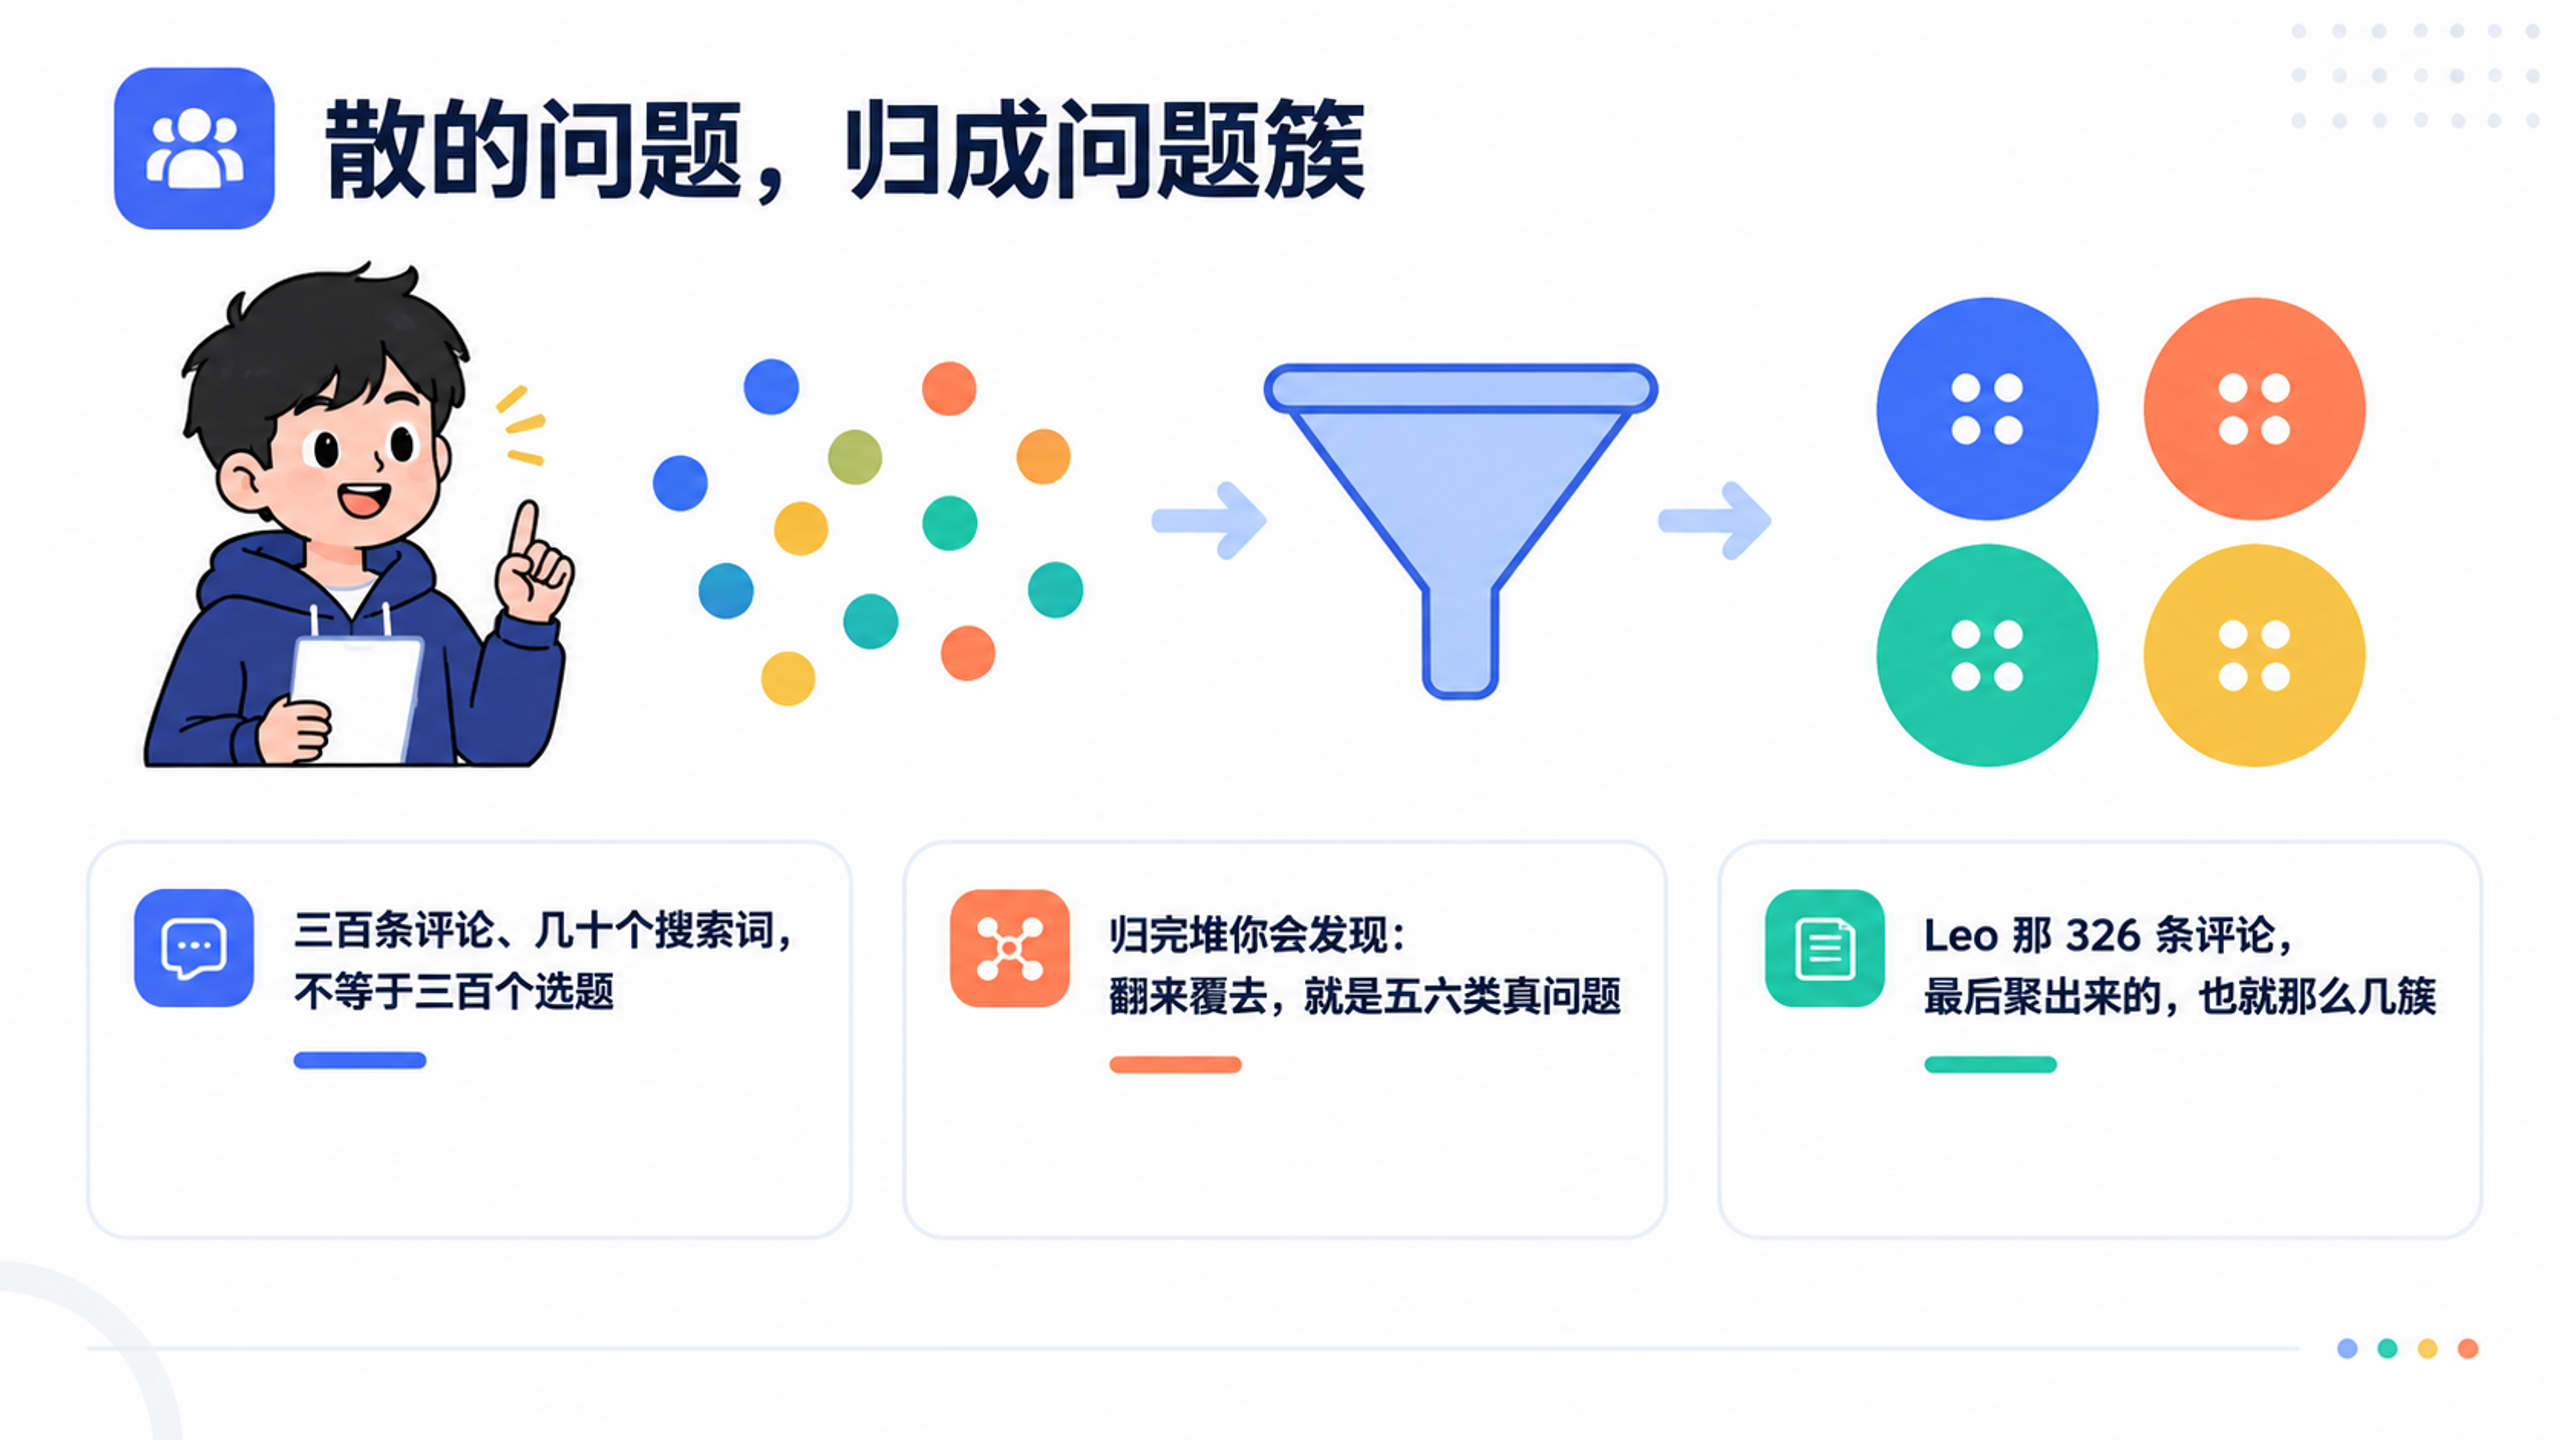 散的问题，归成问题簇
三百条评论、几十个搜索词，
不等于三百个选题
归完堆你会发现：
翻来覆去，就是五六类真问题
Leo 那 326 条评论，
最后聚出来的，也就那么几簇